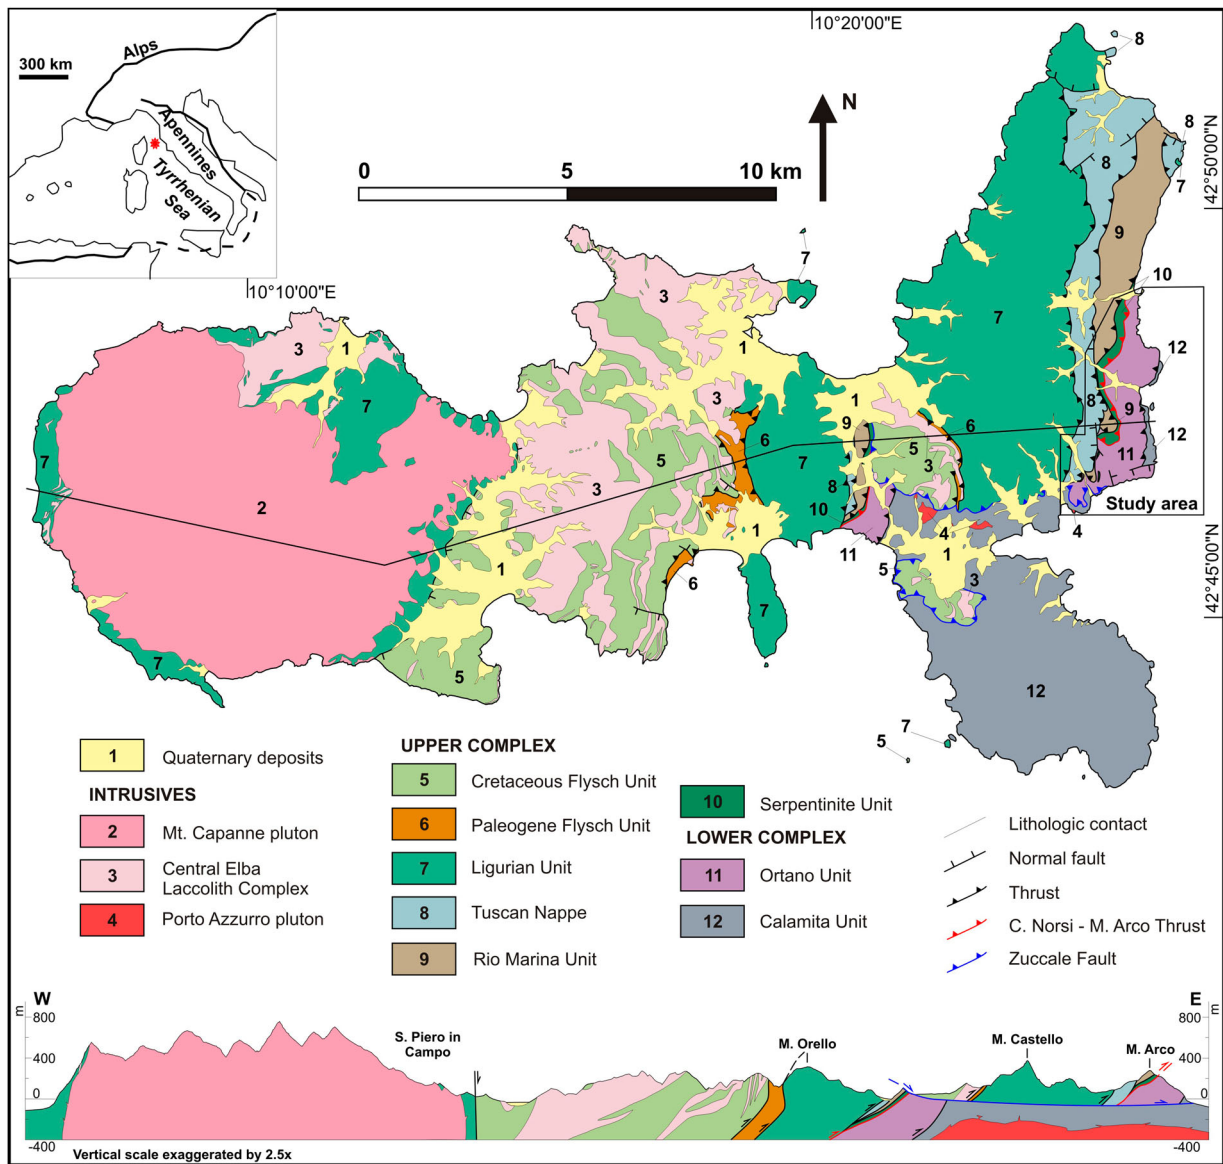 10°20'00"E
Alps
300 km
Apennines
Tyrrhenian
Sea
N
0 5 10 km
42°50'00"N
10°10'00"E
8
8
8
7
9
10
7
3
7
3
1
1
12
3
7
1
6
8
9
12
9
6
5
3
7
5
7
3
8
11
2
10
Study area
4
4
1
1
11
1
5
3
42°45'00"N
6
7
7
5
12
7
5
1 Quaternary deposits
INTRUSIVES
2 Mt. Capanne pluton
3 Central Elba
Laccolith Complex
4 Porto Azzurro pluton
UPPER COMPLEX
5 Cretaceous Flysch Unit
6 Paleogene Flysch Unit
7 Ligurian Unit
8 Tuscan Nappe
9 Rio Marina Unit
10 Serpentinite Unit
LOWER COMPLEX
11 Ortano Unit
12 Calamita Unit
Lithologic contact
Normal fault
Thrust
C. Norsi - M. Arco Thrust
Zuccale Fault
W
E
m
800
400
0
-400
S. Piero in
Campo
M. Orello
M. Castello
M. Arco
m
800
400
0
-400
Vertical scale exaggerated by 2.5x